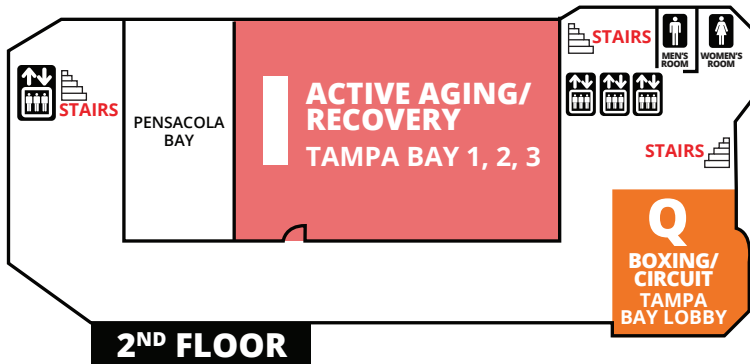 STAIRS
PENSACOLA
BAY
ACTIVE AGING/
RECOVERY
TAMPA BAY 1, 2, 3
STAIRS
MEN'S
ROOM
WOMEN'S
ROOM
STAIRS
Q
BOXING/
CIRCUIT
TAMPA
BAY LOBBY
2ND FLOOR